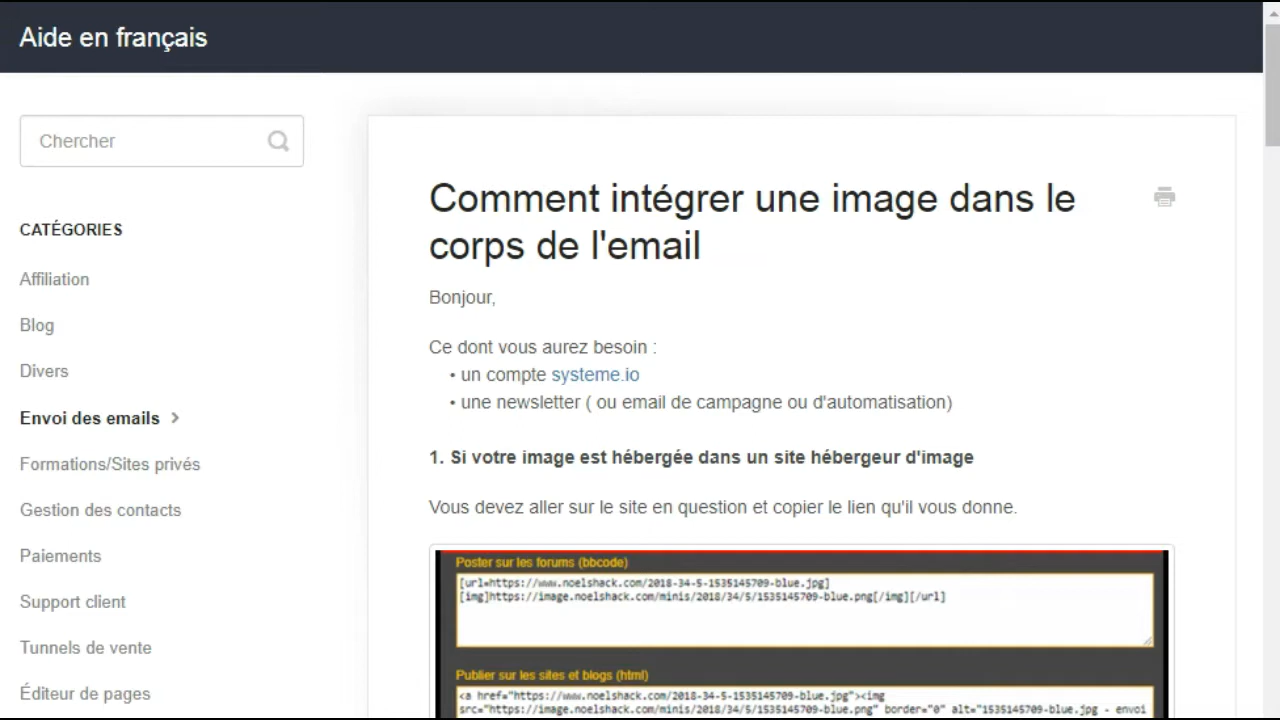 Aide en français
Chercher
CATÉGORIES
Affiliation
Blog
Divers
Envoi des emails
Formations/Sites privés
Gestion des contacts
Paiements
Support client
Tunnels de vente
Éditeur de pages
Comment intégrer une image dans le
corps de l'email
Bonjour,
Ce dont vous aurez besoin :
• un compte systeme.io
• une newsletter ( ou email de campagne ou d'automatisation)
1. Si votre image est hébergée dans un site hébergeur d'image
Vous devez aller sur le site en question et copier le lien qu'il vous donne.
Poster sur les forums (bbcode)
[url=https://www.noelshack.com/2018-34-5-1535145709-blue.jpg]
[img]https://image.noelshack.com/minis/2018/34/5/1535145709-blue.png[/img][/url]
Publier sur les sites et blogs (html)
<a href="https://www.noelshack.com/2018-34-5-1535145709-blue.jpg"><img
src="https://image.noelshack.com/minis/2018/34/5/1535145709-blue.png" border="0" alt="1535145709-blue.jpg - envoi